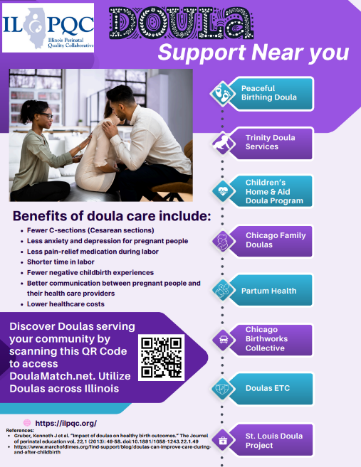 ILPQC
Illinois Perinatal
Quality Collaborative
DOULA
Support Near you
Peaceful
Birthing Doula
Trinity Doula
Services
Children's
Home & Aid
Doula Program
Chicago Family
Doulas
Partum Health
Chicago
Birthworks
Collective
Doulas ETC
St. Louis Doula
Project
Benefits of doula care include:
• Fewer C-sections (Cesarean sections)
• Less anxiety and depression for pregnant people
• Less pain-relief medication during labor
• Shorter time in labor
• Fewer negative childbirth experiences
• Better communication between pregnant people and
their health care providers
• Lower healthcare costs
Discover Doulas serving
your community by
scanning this QR Code
to access
DoulaMatch.net. Utilize
Doulas across Illinois
https://ilpqc.org/
References:
• Gruber, Kenneth J et al. "Impact of doulas on healthy birth outcomes." The Journal
of perinatal education vol. 22,1 (2013): 49-58. doi:10.1891/1058-1243.22.1.49
• https://www.marchofdimes.org/find-support/blog/doulas-can-improve-care-during-
and-after-childbirth